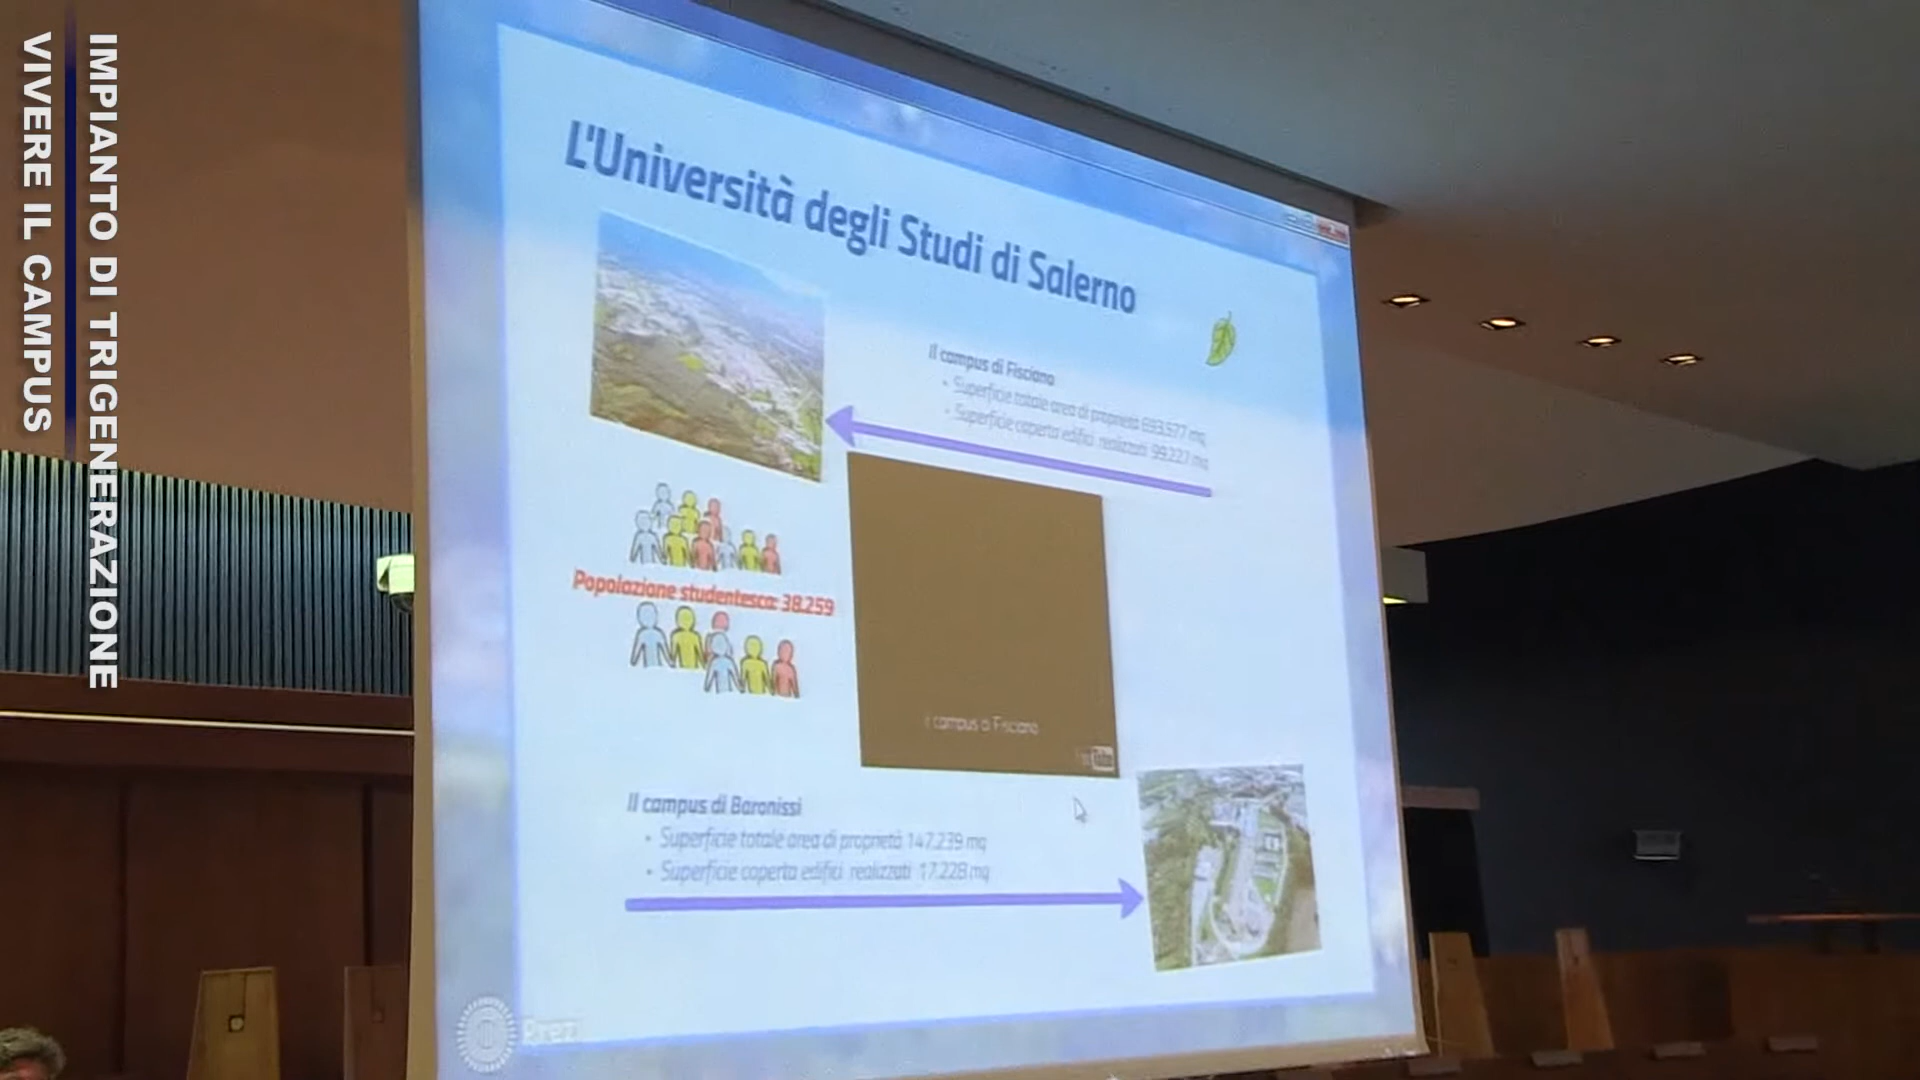 IMPIANTO DI TRIGENERAZIONE
VIVERE IL CAMPUS
L'Università degli Studi di Salerno
Il campus di Fisciano
• Superficie totale area di proprietà 693.577 mq
• Superficie coperta edifici realizzati 99.227 mq
Popolazione studentesca: 38.259
Il campus di Fisciano
Il campus di Baronissi
• Superficie totale area di proprietà 147.239 mq
• Superficie coperta edifici realizzati 17.228 mq